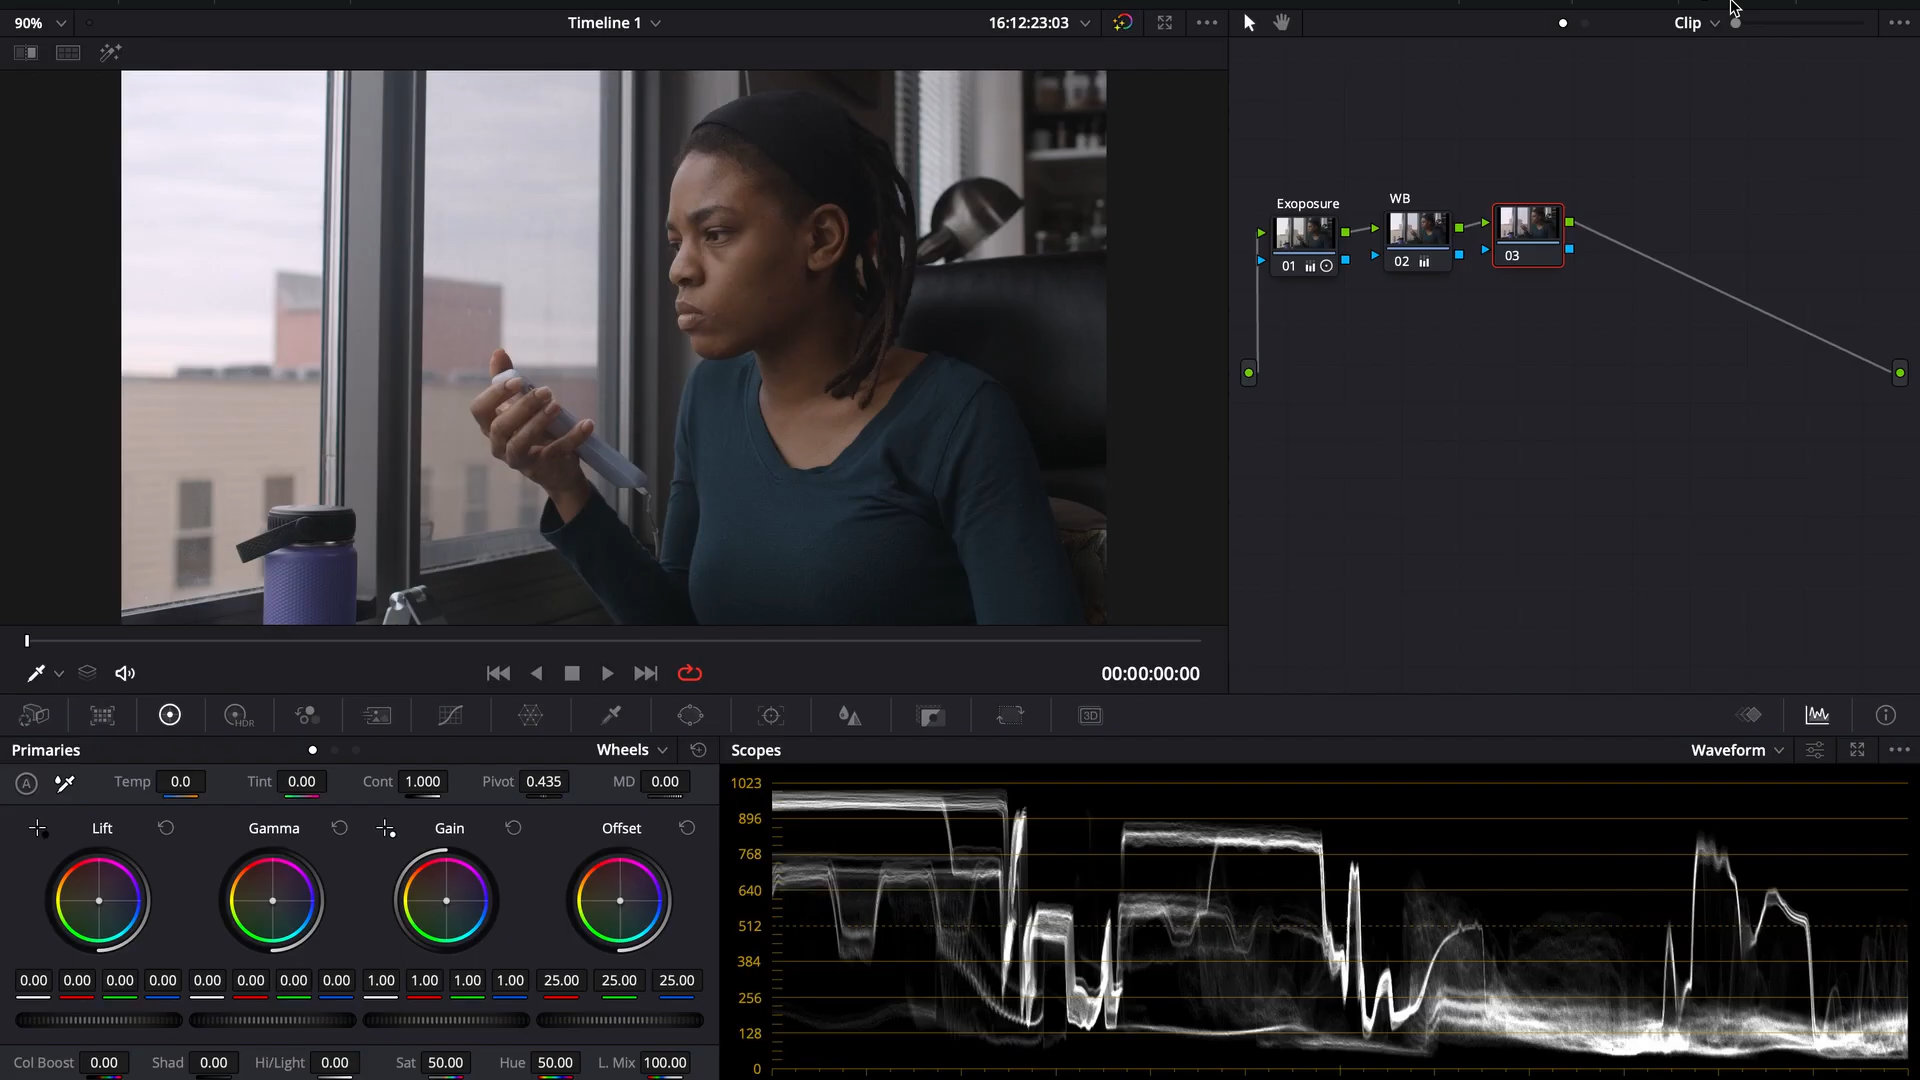 90%
Timeline 1
16:12:23:03
Clip
Exoposure
WB
01
02
03
00:00:00:00
HDR
3D
Primaries
Wheels
Scopes
Waveform
A
Temp 0.0
Tint 0.00
Cont 1.000
Pivot 0.435
MD 0.00
Lift
Gamma
Gain
Offset
0.00 0.00 0.00 0.00
0.00 0.00 0.00 0.00
1.00 1.00 1.00 1.00
25.00 25.00 25.00
Col Boost 0.00
Shad 0.00
Hi/Light 0.00
Sat 50.00
Hue 50.00
L. Mix 100.00
1023
896
768
640
512
384
256
128
0